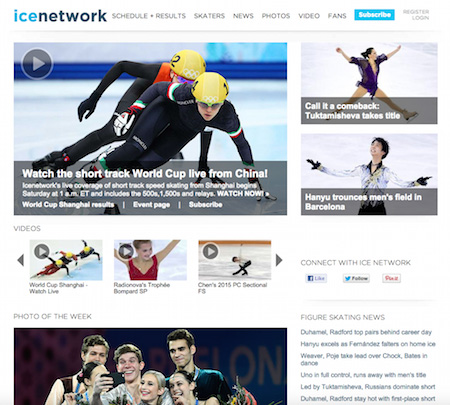 icenetwork
SCHEDULE + RESULTS SKATERS NEWS PHOTOS VIDEO FANS Subscribe REGISTER
LOGIN
Watch the short track World Cup live from China!
Icenetwork's live coverage of short track speed skating from Shanghai begins
Saturday at 1 a.m. ET and includes the 500s,1,500s and relays. WATCH NOW! »
World Cup Shanghai results | Event page | Subscribe
Call it a comeback:
Tuktamisheva takes title
Hanyu trounces men's field in
Barcelona
VIDEOS
World Cup Shanghai -
Watch Live
Radionova's Trophée
Bompard SP
Chen's 2015 PC Sectional
FS
CONNECT WITH ICE NETWORK
Like Follow Pin it
PHOTO OF THE WEEK
FIGURE SKATING NEWS
Duhamel, Radford top pairs behind career day
Hanyu excels as Fernández falters on home ice
Weaver, Poje take lead over Chock, Bates in
dance
Uno in full control, runs away with men's title
Led by Tuktamisheva, Russians dominate short
Duhamel, Radford stay hot with first-place short